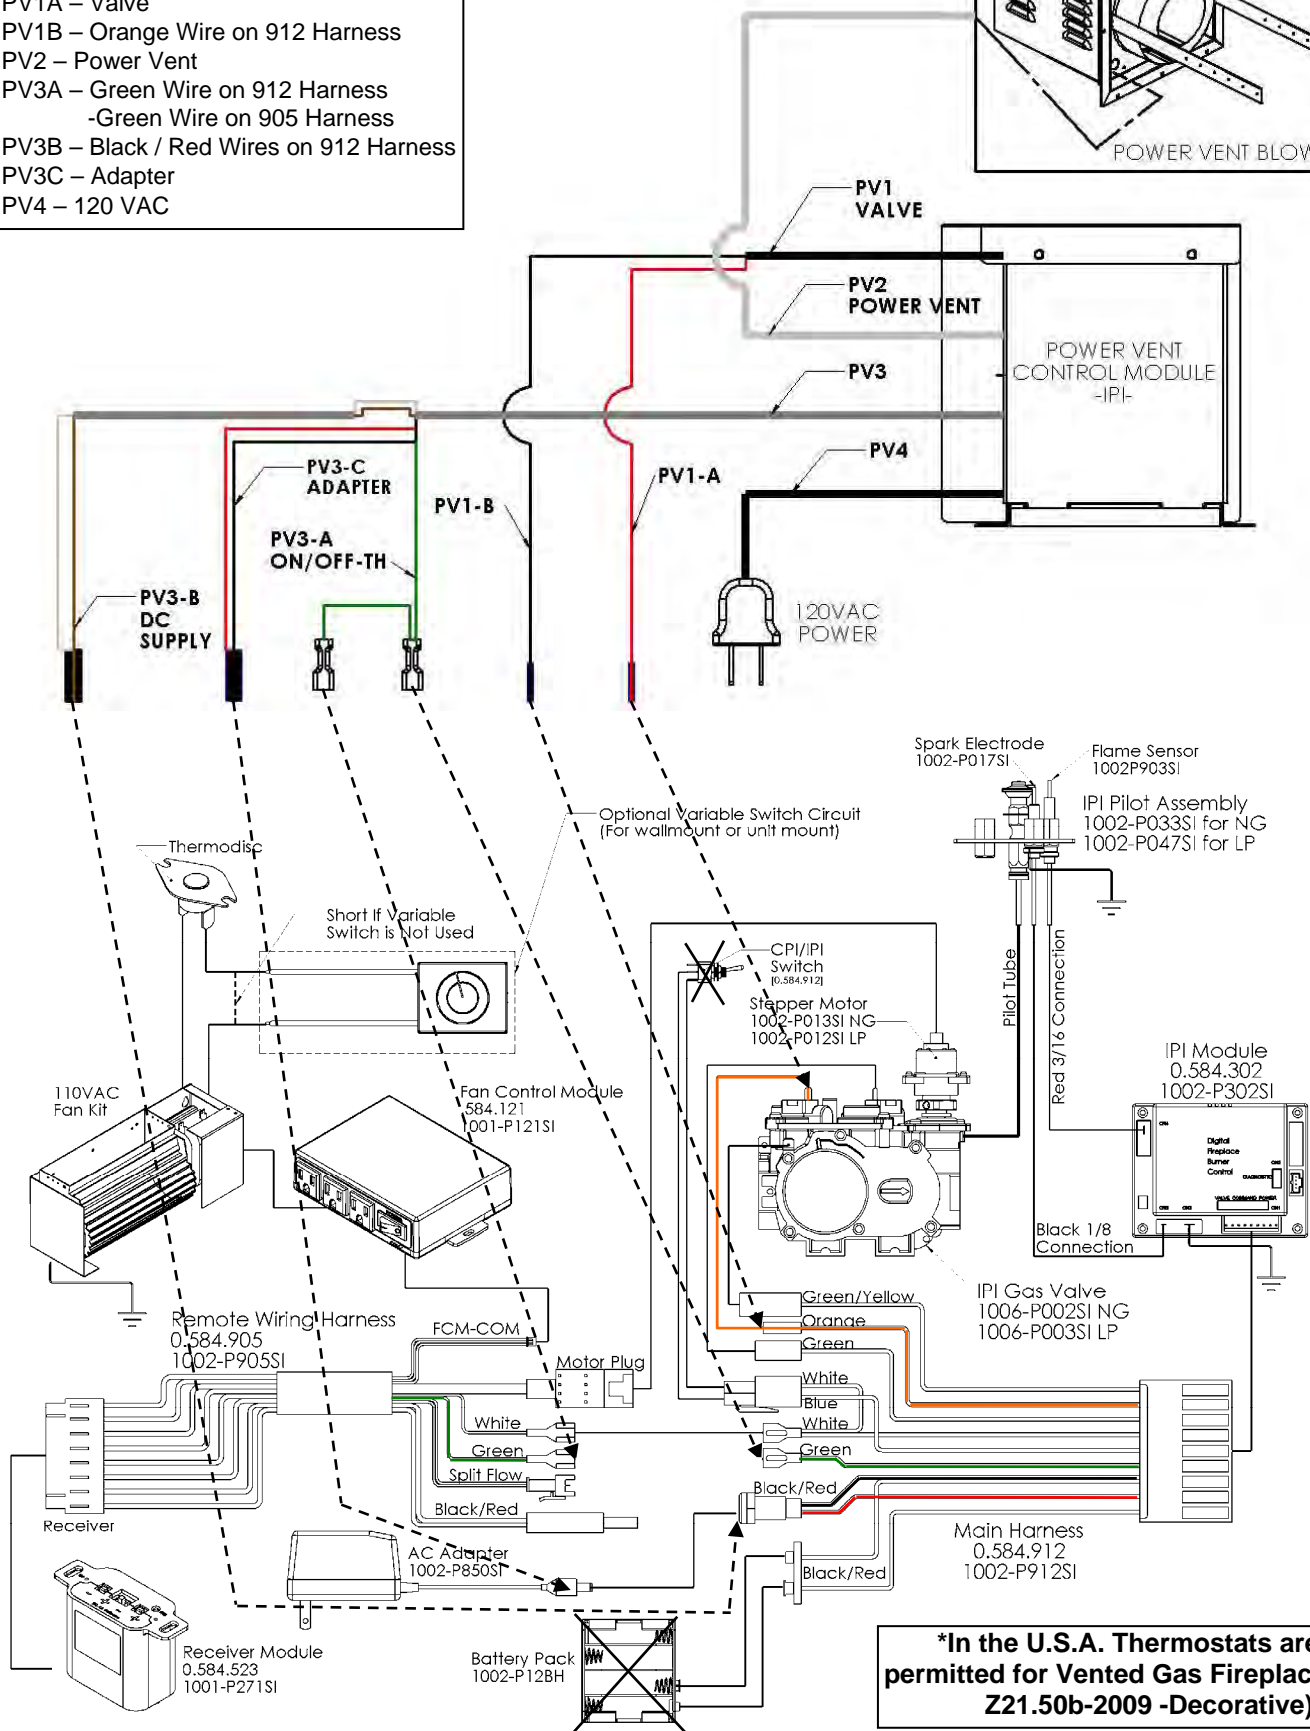 PV1A – Valve
PV1B – Orange Wire on 912 Harness
PV2 – Power Vent
PV3A – Green Wire on 912 Harness
-Green Wire on 905 Harness
PV3B – Black / Red Wires on 912 Harness
PV3C – Adapter
PV4 – 120 VAC
POWER VENT BLOW
PV1
VALVE
PV2
POWER VENT
POWER VENT
CONTROL MODULE
-IPI-
PV3
PV4
PV3-C
ADAPTER
PV1-A
PV1-B
PV3-A
ON/OFF-TH
PV3-B
DC
SUPPLY
120VAC
POWER
Spark Electrode
1002-P017SI
Flame Sensor
1002P903SI
IPI Pilot Assembly
1002-P033SI for NG
1002-P047SI for LP
Optional Variable Switch Circuit
(For wallmount or unit mount)
Thermodisc
Short If Variable
Switch is Not Used
CPI/IPI
Switch
[0.584.912]
Stepper Motor
1002-P013SI NG
1002-P012SI LP
Pilot Tube
Red 3/16 Connection
IPI Module
0.584.302
1002-P302SI
110VAC
Fan Kit
Fan Control Module
584.121
1001-P121SI
Digital
Fireplace
Burner
Control
DIAGNOSTIC
VALVE COMMAND POWER
Black 1/8
Connection
IPI Gas Valve
1006-P002SI NG
1006-P003SI LP
Green/Yellow
Orange
Green
White
Blue
White
Green
Black/Red
Black/Red
Remote Wiring Harness
0.584.905
1002-P905SI
FCM-COM
Motor Plug
White
Green
Split Flow
Black/Red
Receiver
AC Adapter
1002-P850SI
Main Harness
0.584.912
1002-P912SI
Receiver Module
0.584.523
1001-P271SI
Battery Pack
1002-P12BH
*In the U.S.A. Thermostats are
permitted for Vented Gas Fireplac
Z21.50b-2009 -Decorative)